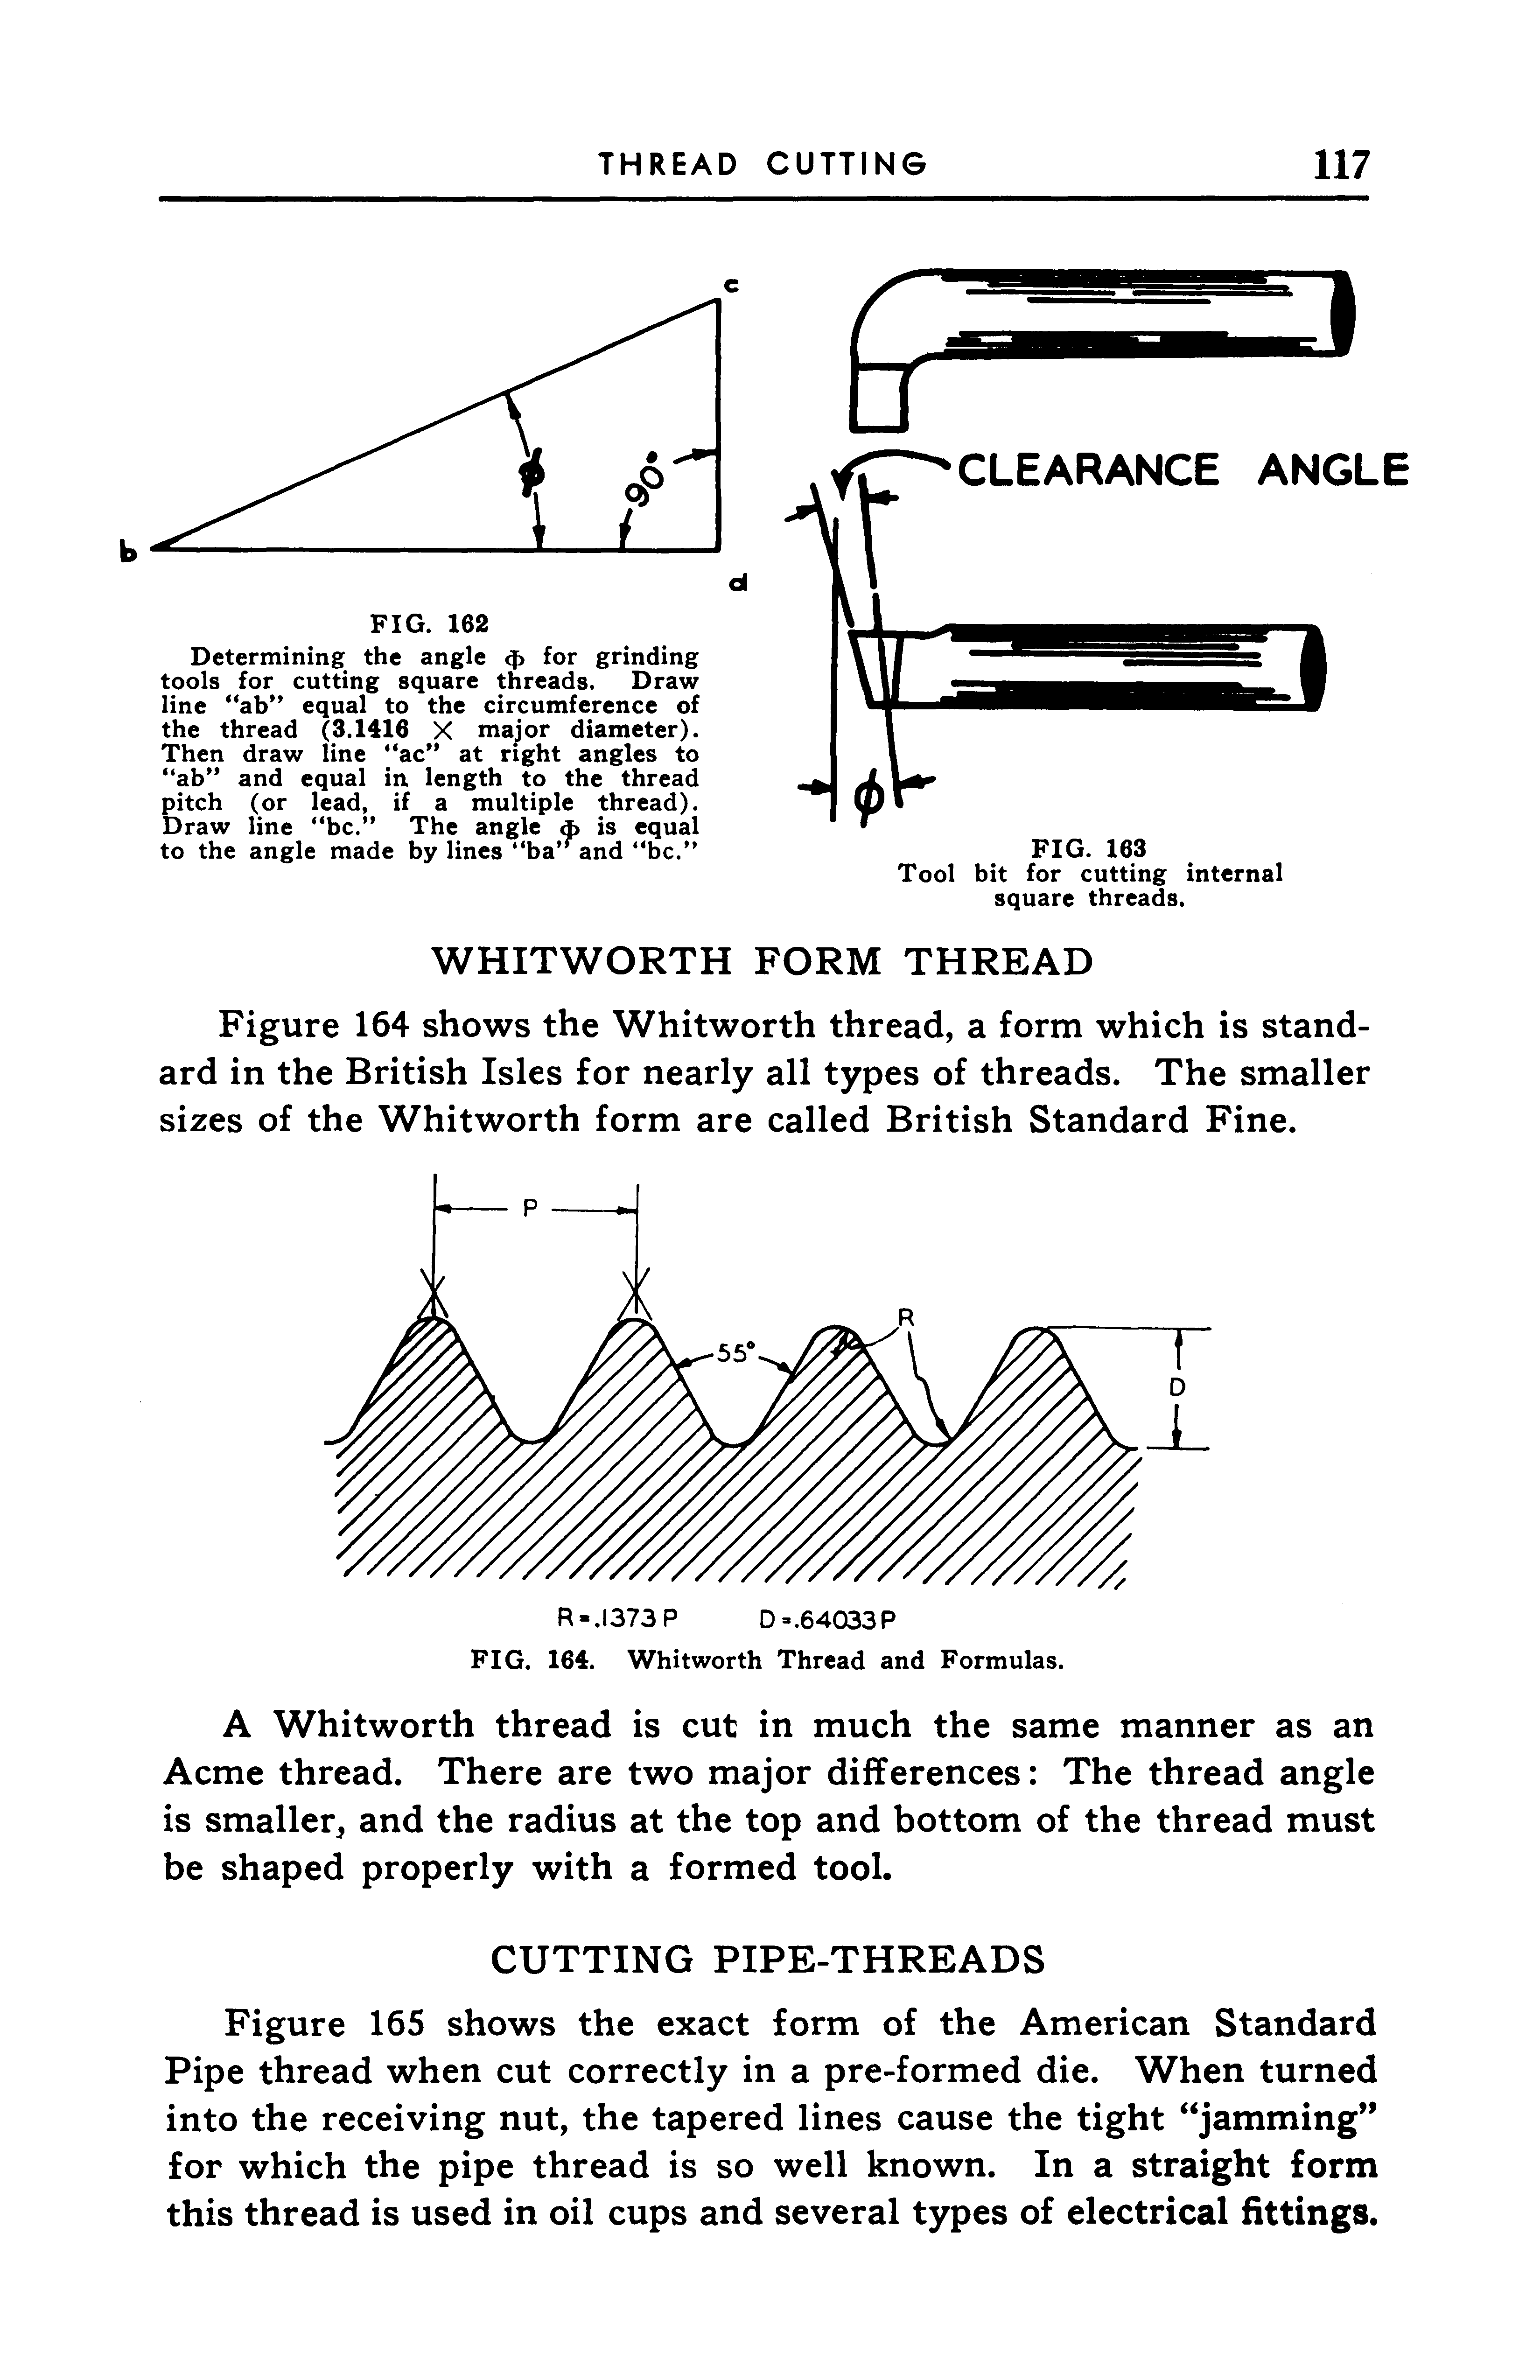 THREAD CUTTING 117
c
ϕ
90°
b
d
FIG. 162
Determining the angle ϕ for grinding
tools for cutting square threads. Draw
line “ab” equal to the circumference of
the thread (3.1416 X major diameter).
Then draw line “ac” at right angles to
“ab” and equal in length to the thread
pitch (or lead, if a multiple thread).
Draw line “bc.” The angle ϕ is equal
to the angle made by lines “ba” and “bc.”
CLEARANCE ANGLE
ϕ
FIG. 163
Tool bit for cutting internal
square threads.
WHITWORTH FORM THREAD
Figure 164 shows the Whitworth thread, a form which is stand-
ard in the British Isles for nearly all types of threads. The smaller
sizes of the Whitworth form are called British Standard Fine.
P
R
55°
D
R=.1373P D=.64033P
FIG. 164. Whitworth Thread and Formulas.
A Whitworth thread is cut in much the same manner as an
Acme thread. There are two major differences: The thread angle
is smaller, and the radius at the top and bottom of the thread must
be shaped properly with a formed tool.
CUTTING PIPE-THREADS
Figure 165 shows the exact form of the American Standard
Pipe thread when cut correctly in a pre-formed die. When turned
into the receiving nut, the tapered lines cause the tight “jamming”
for which the pipe thread is so well known. In a straight form
this thread is used in oil cups and several types of electrical fittings.